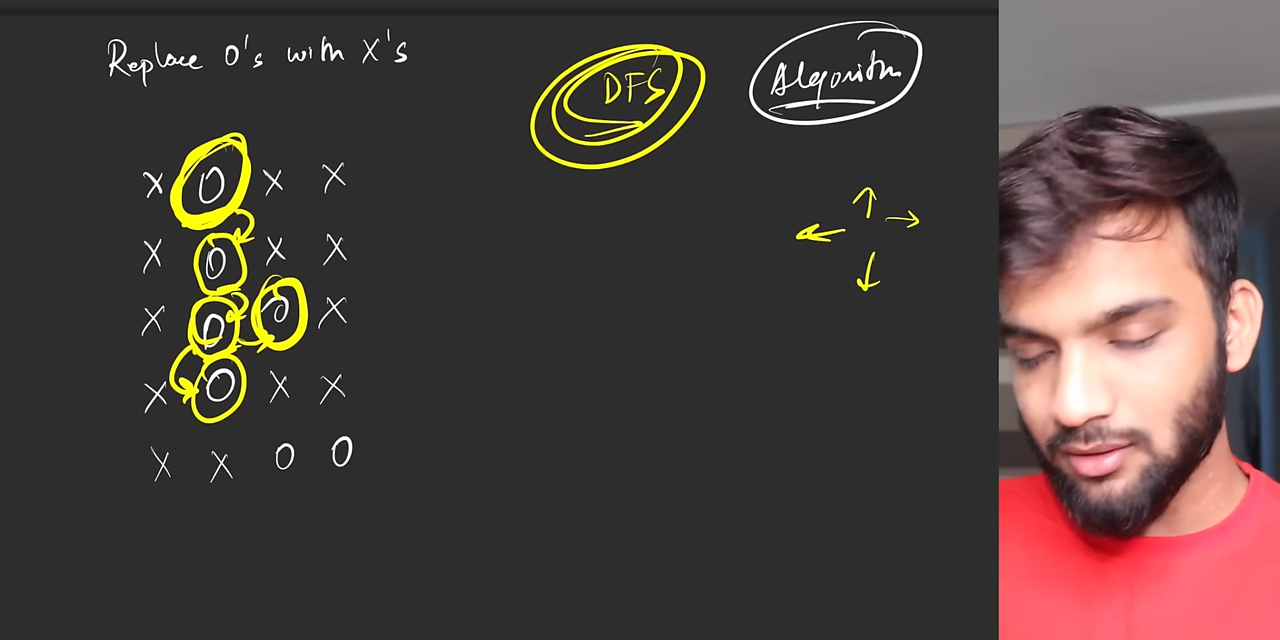 Replace O's with X's
DFS
Algorithm
X O X X
X O X X
X O O X
X O X X
X X O O